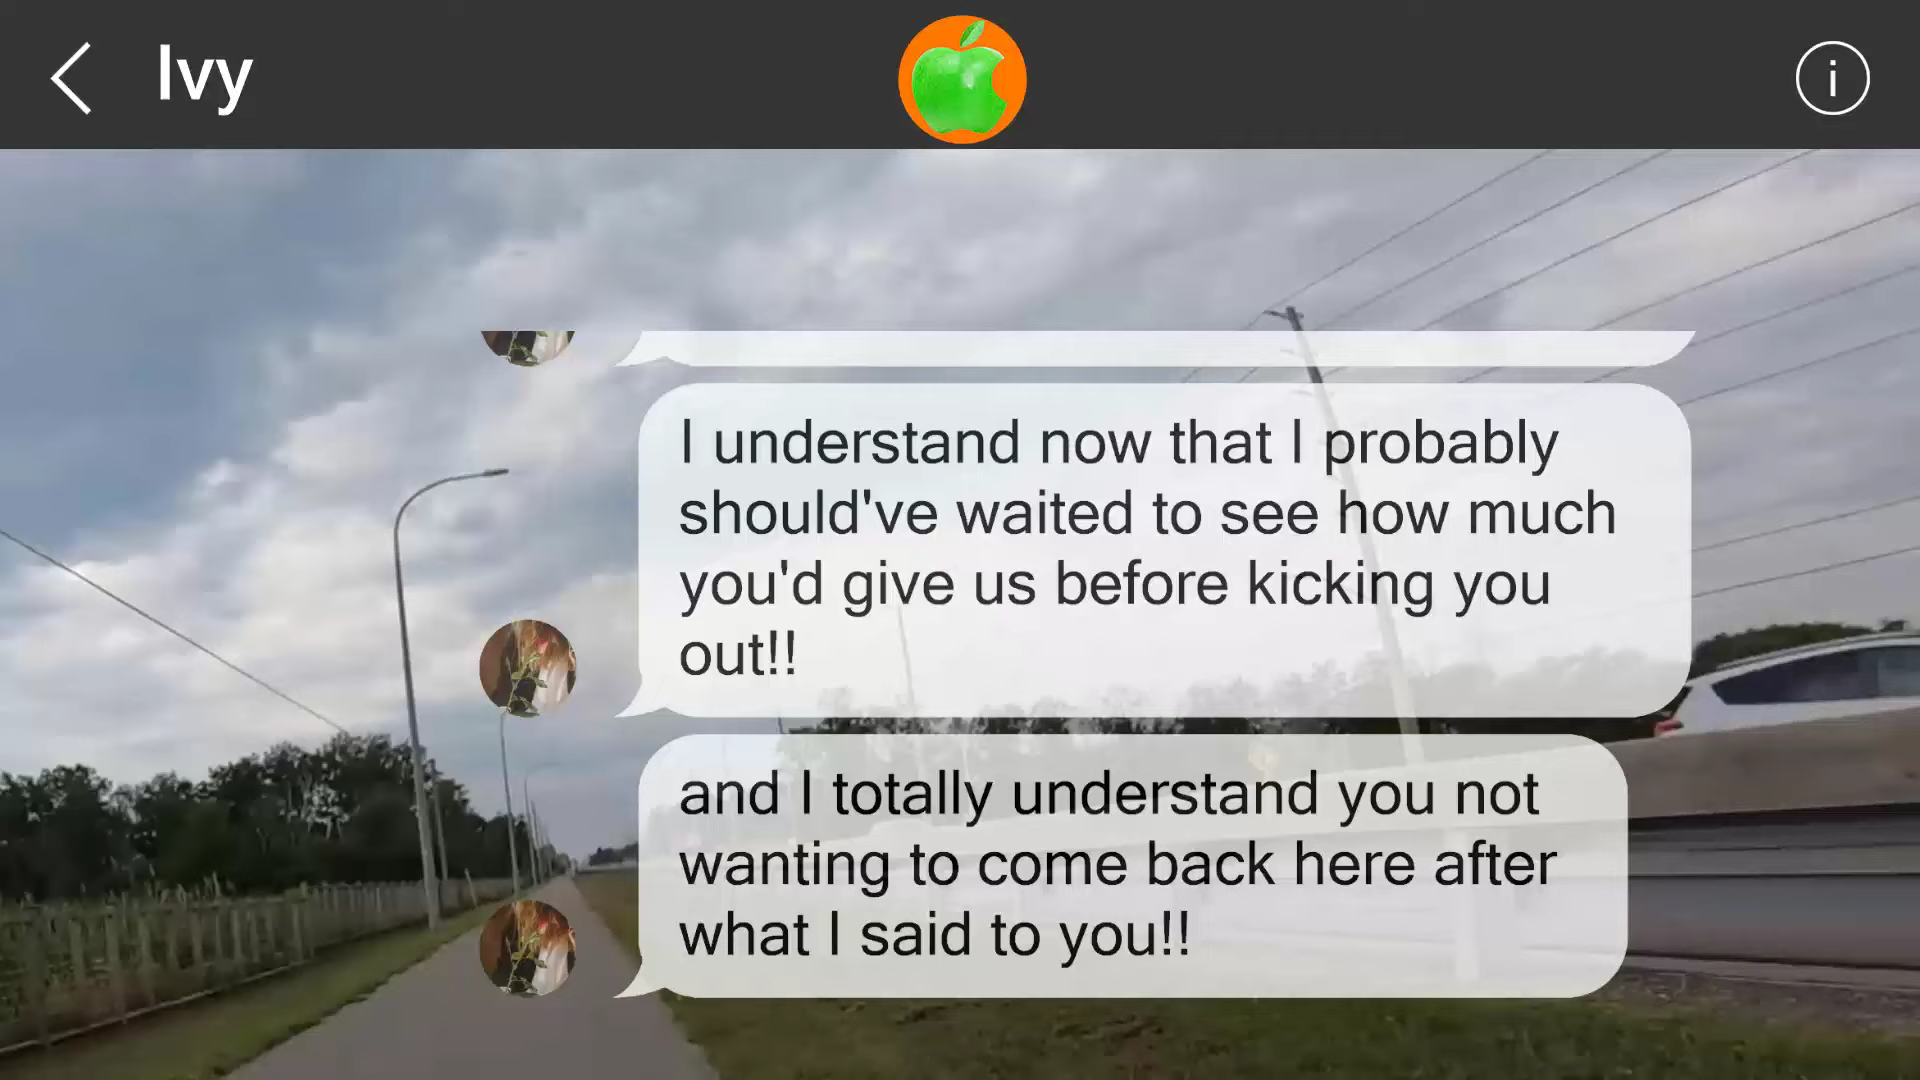 Ivy
i
I understand now that I probably
should've waited to see how much
you'd give us before kicking you
out!!
and I totally understand you not
wanting to come back here after
what I said to you!!